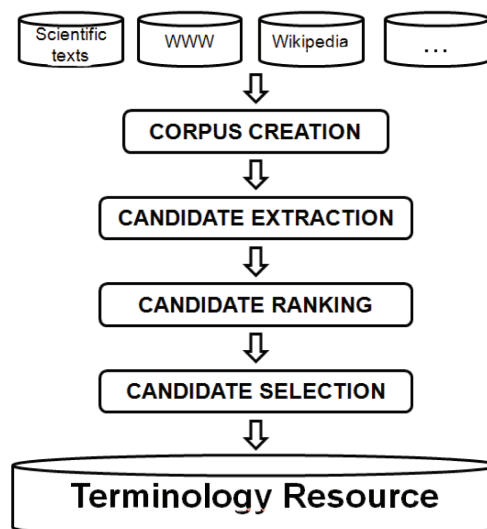 Scientific
texts
WWW
Wikipedia
...
CORPUS CREATION
CANDIDATE EXTRACTION
CANDIDATE RANKING
CANDIDATE SELECTION
Terminology Resource